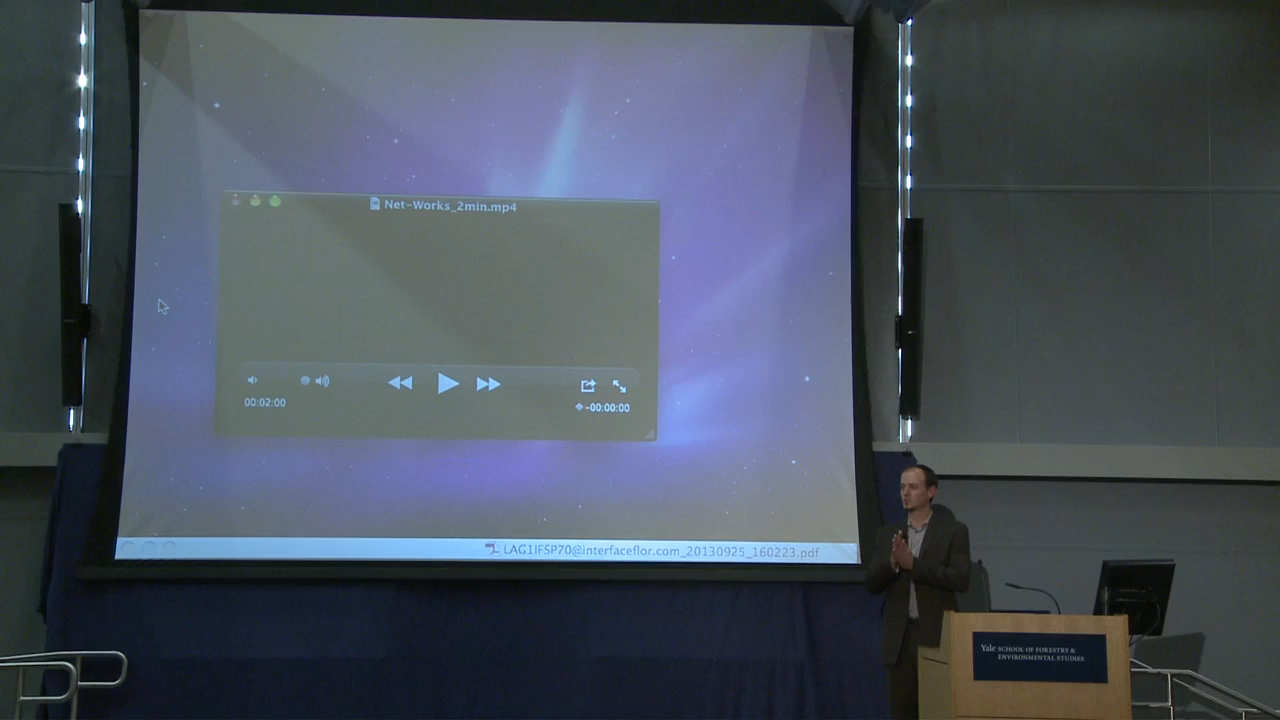 Net-Works_2min.mp4
00:02:00
-00:00:00
LAG1IFSP70@interfaceflor.com_20130925_160223.pdf
Yale SCHOOL OF FORESTRY &
ENVIRONMENTAL STUDIES